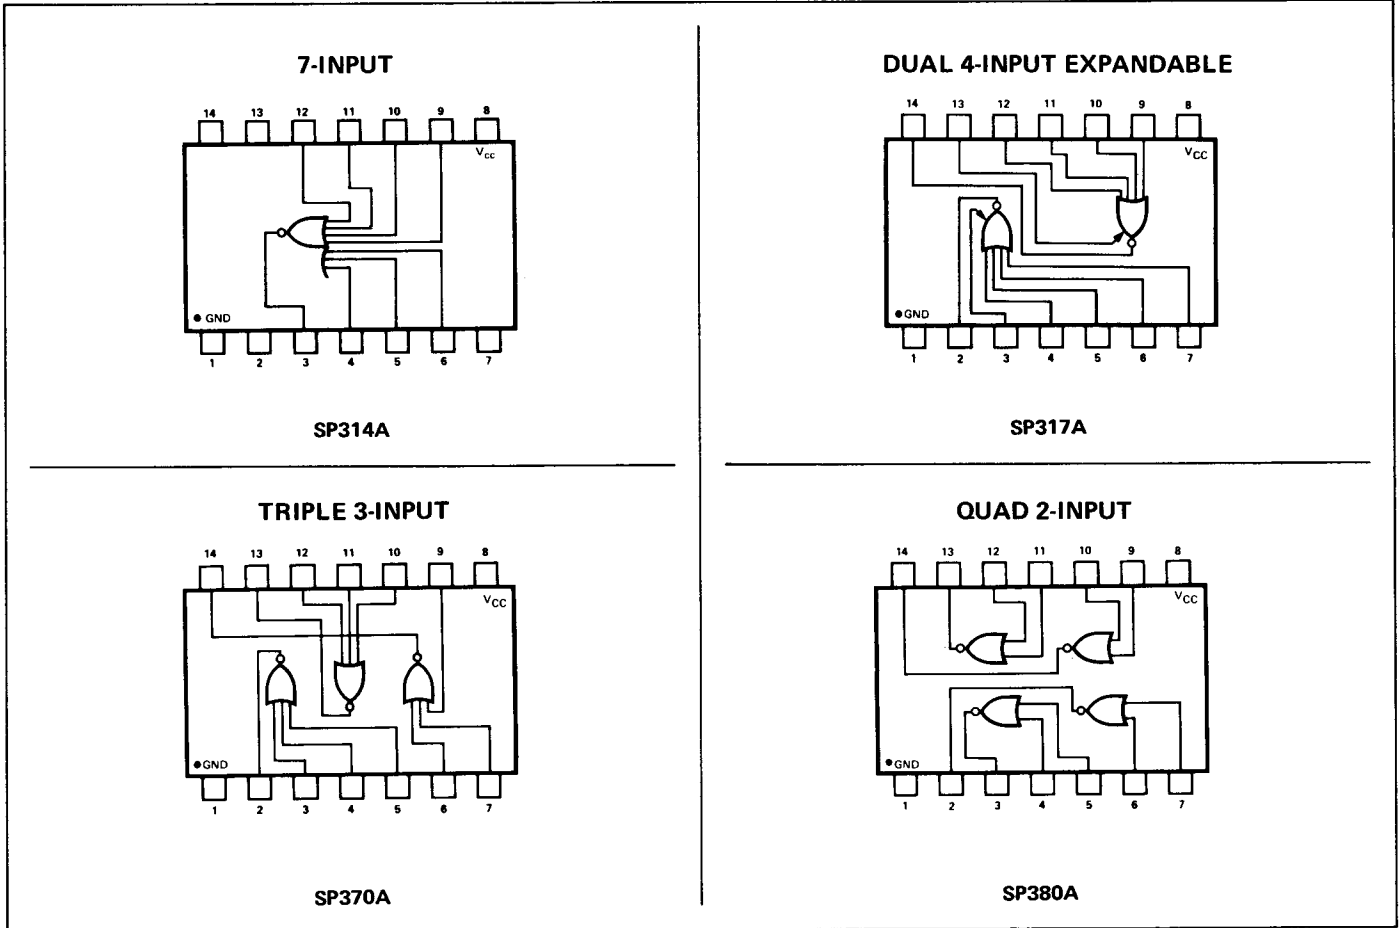 7-INPUT
14 13 12 11 10 9 8
Vcc
GND
1 2 3 4 5 6 7
SP314A
DUAL 4-INPUT EXPANDABLE
14 13 12 11 10 9 8
VCC
GND
1 2 3 4 5 6 7
SP317A
TRIPLE 3-INPUT
14 13 12 11 10 9 8
VCC
GND
1 2 3 4 5 6 7
SP370A
QUAD 2-INPUT
14 13 12 11 10 9 8
VCC
GND
1 2 3 4 5 6 7
SP380A